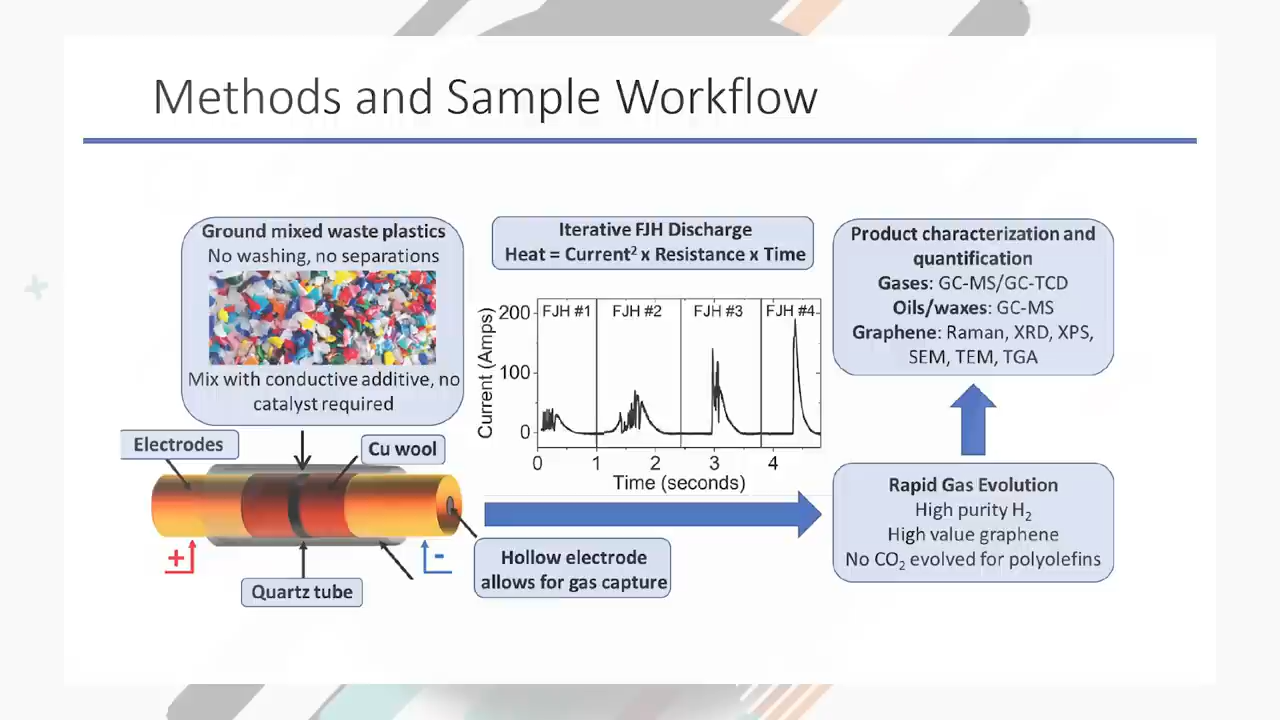 Methods and Sample Workflow
Ground mixed waste plastics
No washing, no separations
Mix with conductive additive, no
catalyst required
Electrodes
Cu wool
+
-
Quartz tube
Hollow electrode
allows for gas capture
Iterative FJH Discharge
Heat = Current² x Resistance x Time
FJH #1
FJH #2
FJH #3
FJH #4
Current (Amps)
200
100
0
0
1
2
3
4
Time (seconds)
Rapid Gas Evolution
High purity H₂
High value graphene
No CO₂ evolved for polyolefins
Product characterization and
quantification
Gases: GC-MS/GC-TCD
Oils/waxes: GC-MS
Graphene: Raman, XRD, XPS,
SEM, TEM, TGA